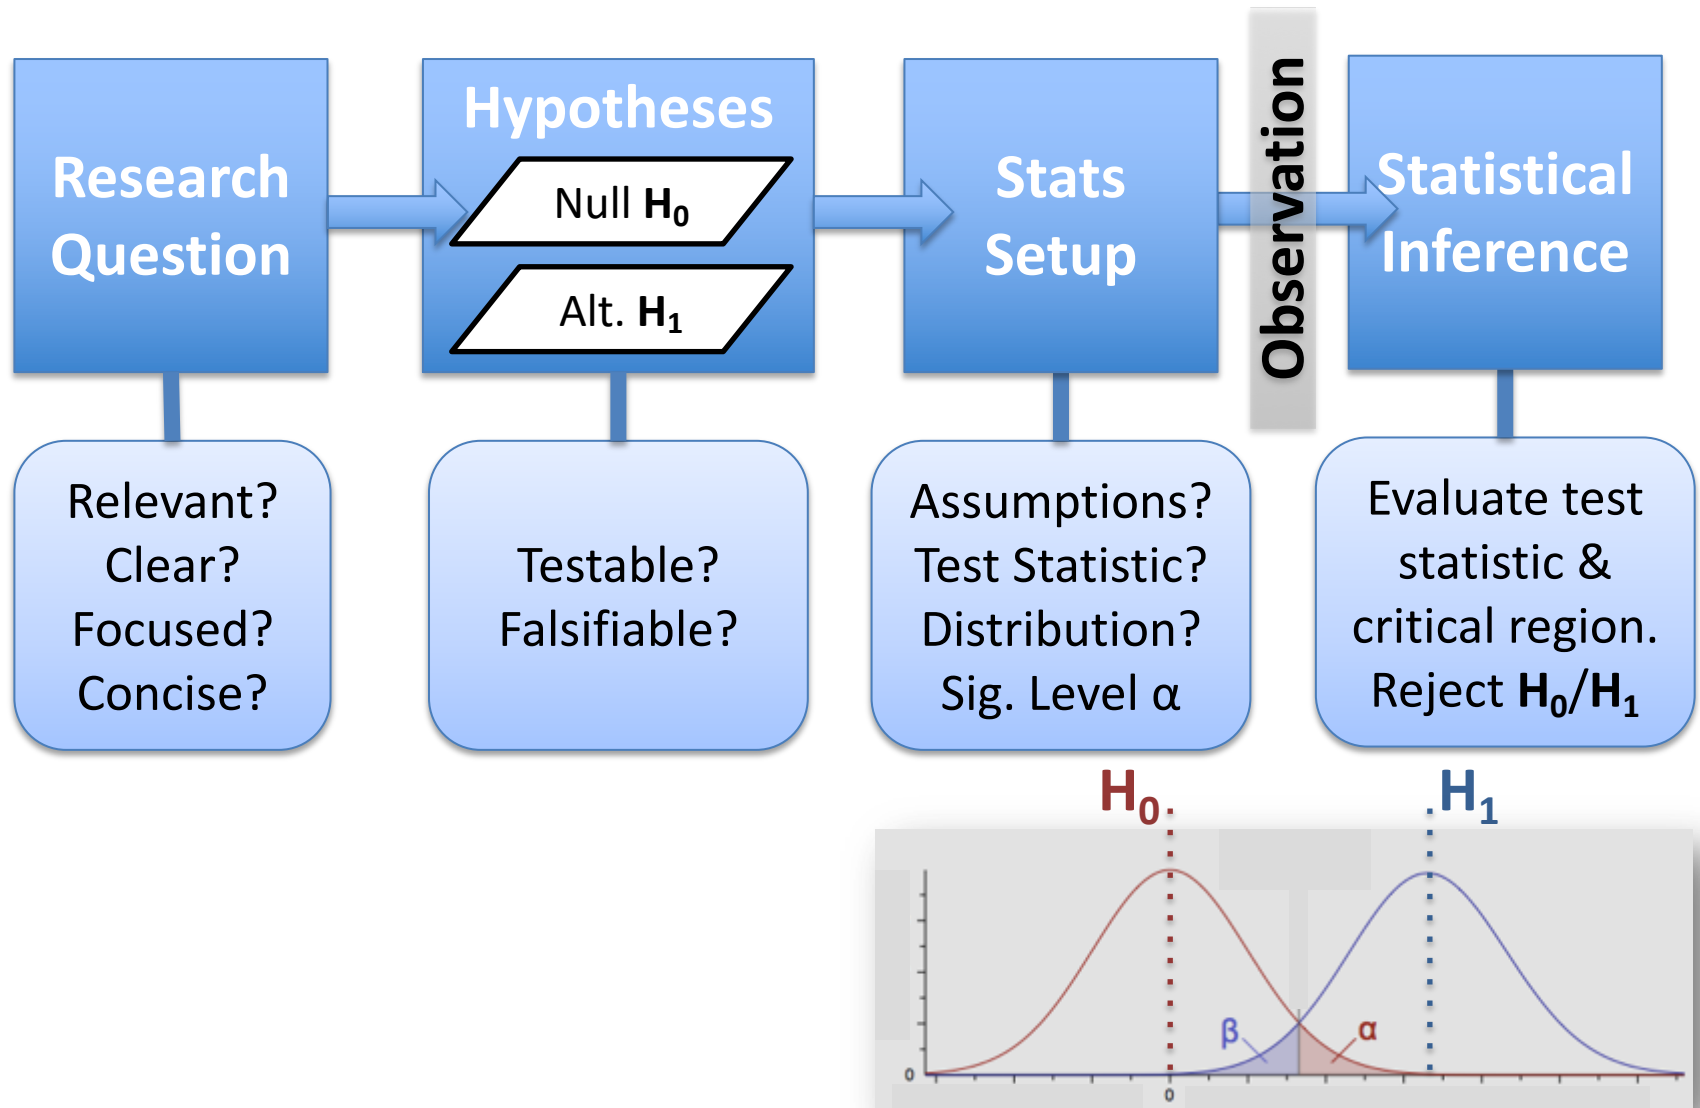 Research
Question
Hypotheses
Null H₀
Alt. H₁
Stats
Setup
Observation
Statistical
Inference
Relevant?
Clear?
Focused?
Concise?
Testable?
Falsifiable?
Assumptions?
Test Statistic?
Distribution?
Sig. Level α
Evaluate test
statistic &
critical region.
Reject H₀/H₁
H₀
H₁
β
α
0
0